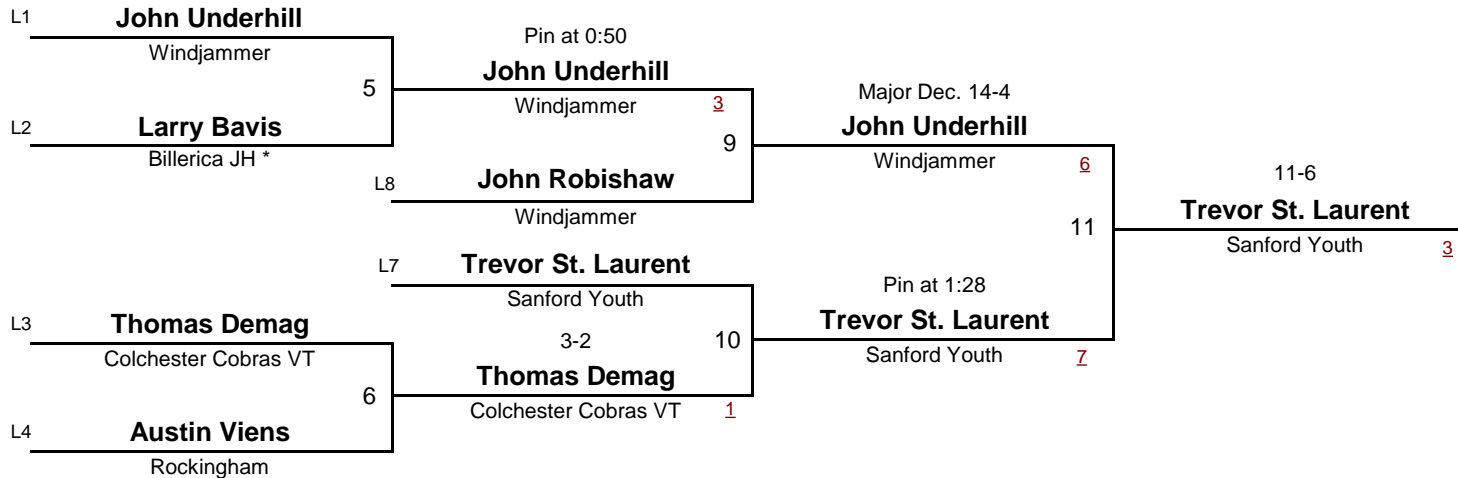 L1
John Underhill
Windjammer
5
L2
Larry Bavis
Billerica JH *
Pin at 0:50
John Underhill
Windjammer
3
9
L8
John Robishaw
Windjammer
Major Dec. 14-4
John Underhill
Windjammer
6
11
11-6
Trevor St. Laurent
Sanford Youth
3
L7
Trevor St. Laurent
Sanford Youth
10
Pin at 1:28
Trevor St. Laurent
Sanford Youth
7
L3
Thomas Demag
Colchester Cobras VT
6
3-2
Thomas Demag
Colchester Cobras VT
1
L4
Austin Viens
Rockingham